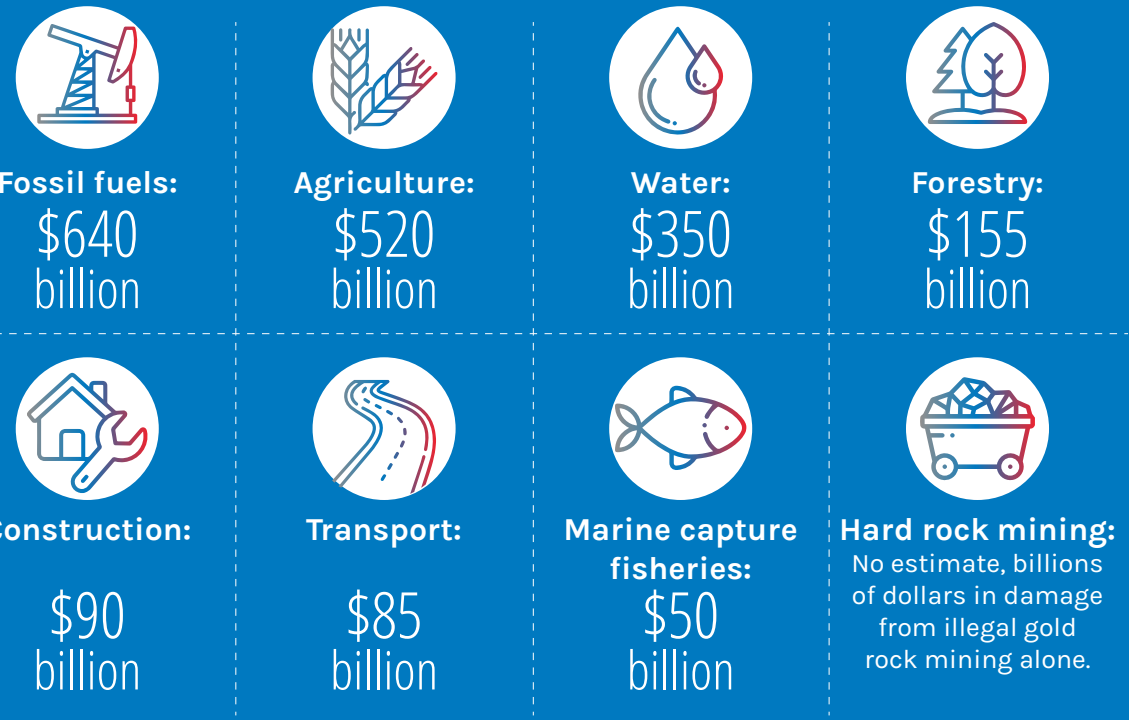 Fossil fuels:
$640
billion
Agriculture:
$520
billion
Water:
$350
billion
Forestry:
$155
billion
Construction:
$90
billion
Transport:
$85
billion
Marine capture
fisheries:
$50
billion
Hard rock mining:
No estimate, billions
of dollars in damage
from illegal gold
rock mining alone.